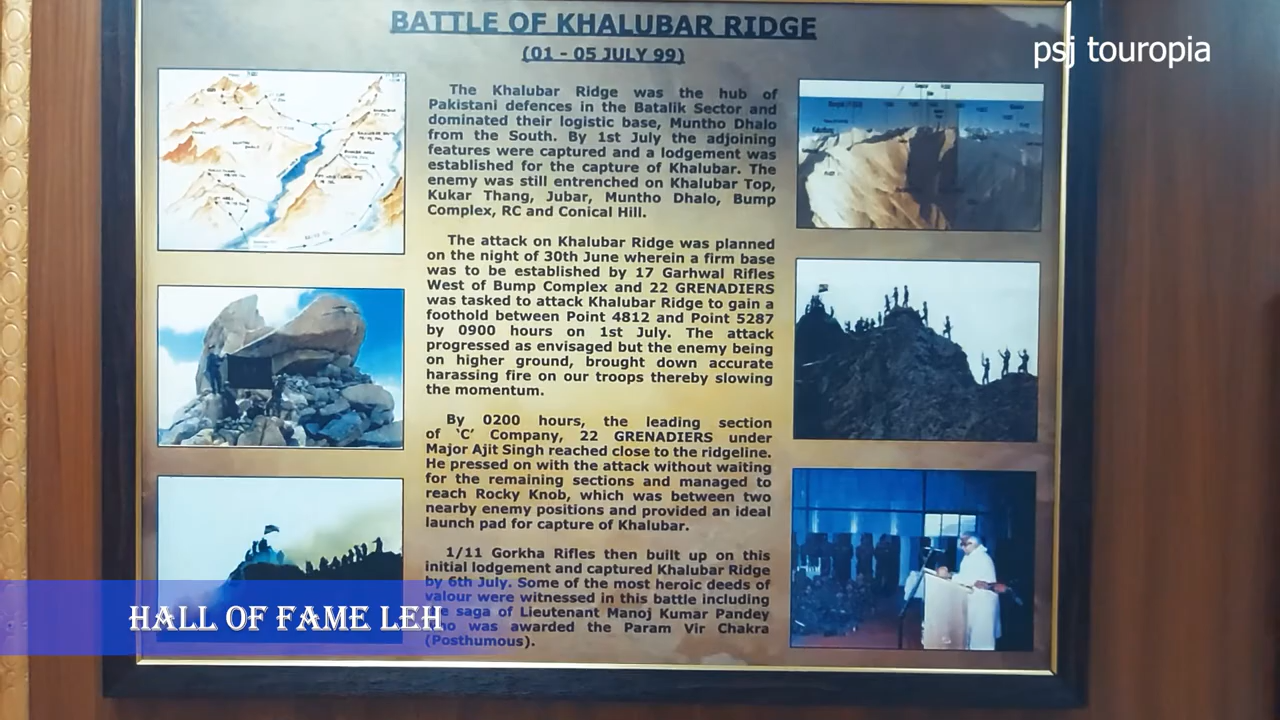 BATTLE OF KHALUBAR RIDGE
(01 - 05 JULY 99)
psj touropia
The Khalubar Ridge was the hub of
Pakistani defences in the Batalik Sector and
dominated their logistic base, Muntho Dhalo
from the South. By 1st July the adjoining
features were captured and a lodgement was
established for the capture of Khalubar. The
enemy was still entrenched on Khalubar Top,
Kukar Thang, Jubar, Muntho Dhalo, Bump
Complex, RC and Conical Hill.
The attack on Khalubar Ridge was planned
on the night of 30th June wherein a firm base
was to be established by 17 Garhwal Rifles
West of Bump Complex and 22 GRENADIERS
was tasked to attack Khalubar Ridge to gain a
foothold between Point 4812 and Point 5287
by 0900 hours on 1st July. The attack
progressed as envisaged but the enemy being
on higher ground, brought down accurate
harassing fire on our troops thereby slowing
the momentum.
By 0200 hours, the leading section
of 'C' Company, 22 GRENADIERS under
Major Ajit Singh reached close to the ridgeline.
He pressed on with the attack without waiting
for the remaining sections and managed to
reach Rocky Knob, which was between two
nearby enemy positions and provided an ideal
launch pad for capture of Khalubar.
1/11 Gorkha Rifles then built up on this
initial lodgement and captured Khalubar Ridge
by 6th July. Some of the most heroic deeds of
valour were witnessed in this battle including
saga of Lieutenant Manoj Kumar Pandey
was awarded the Param Vir Chakra
(Posthumous).
HALL OF FAME LEH